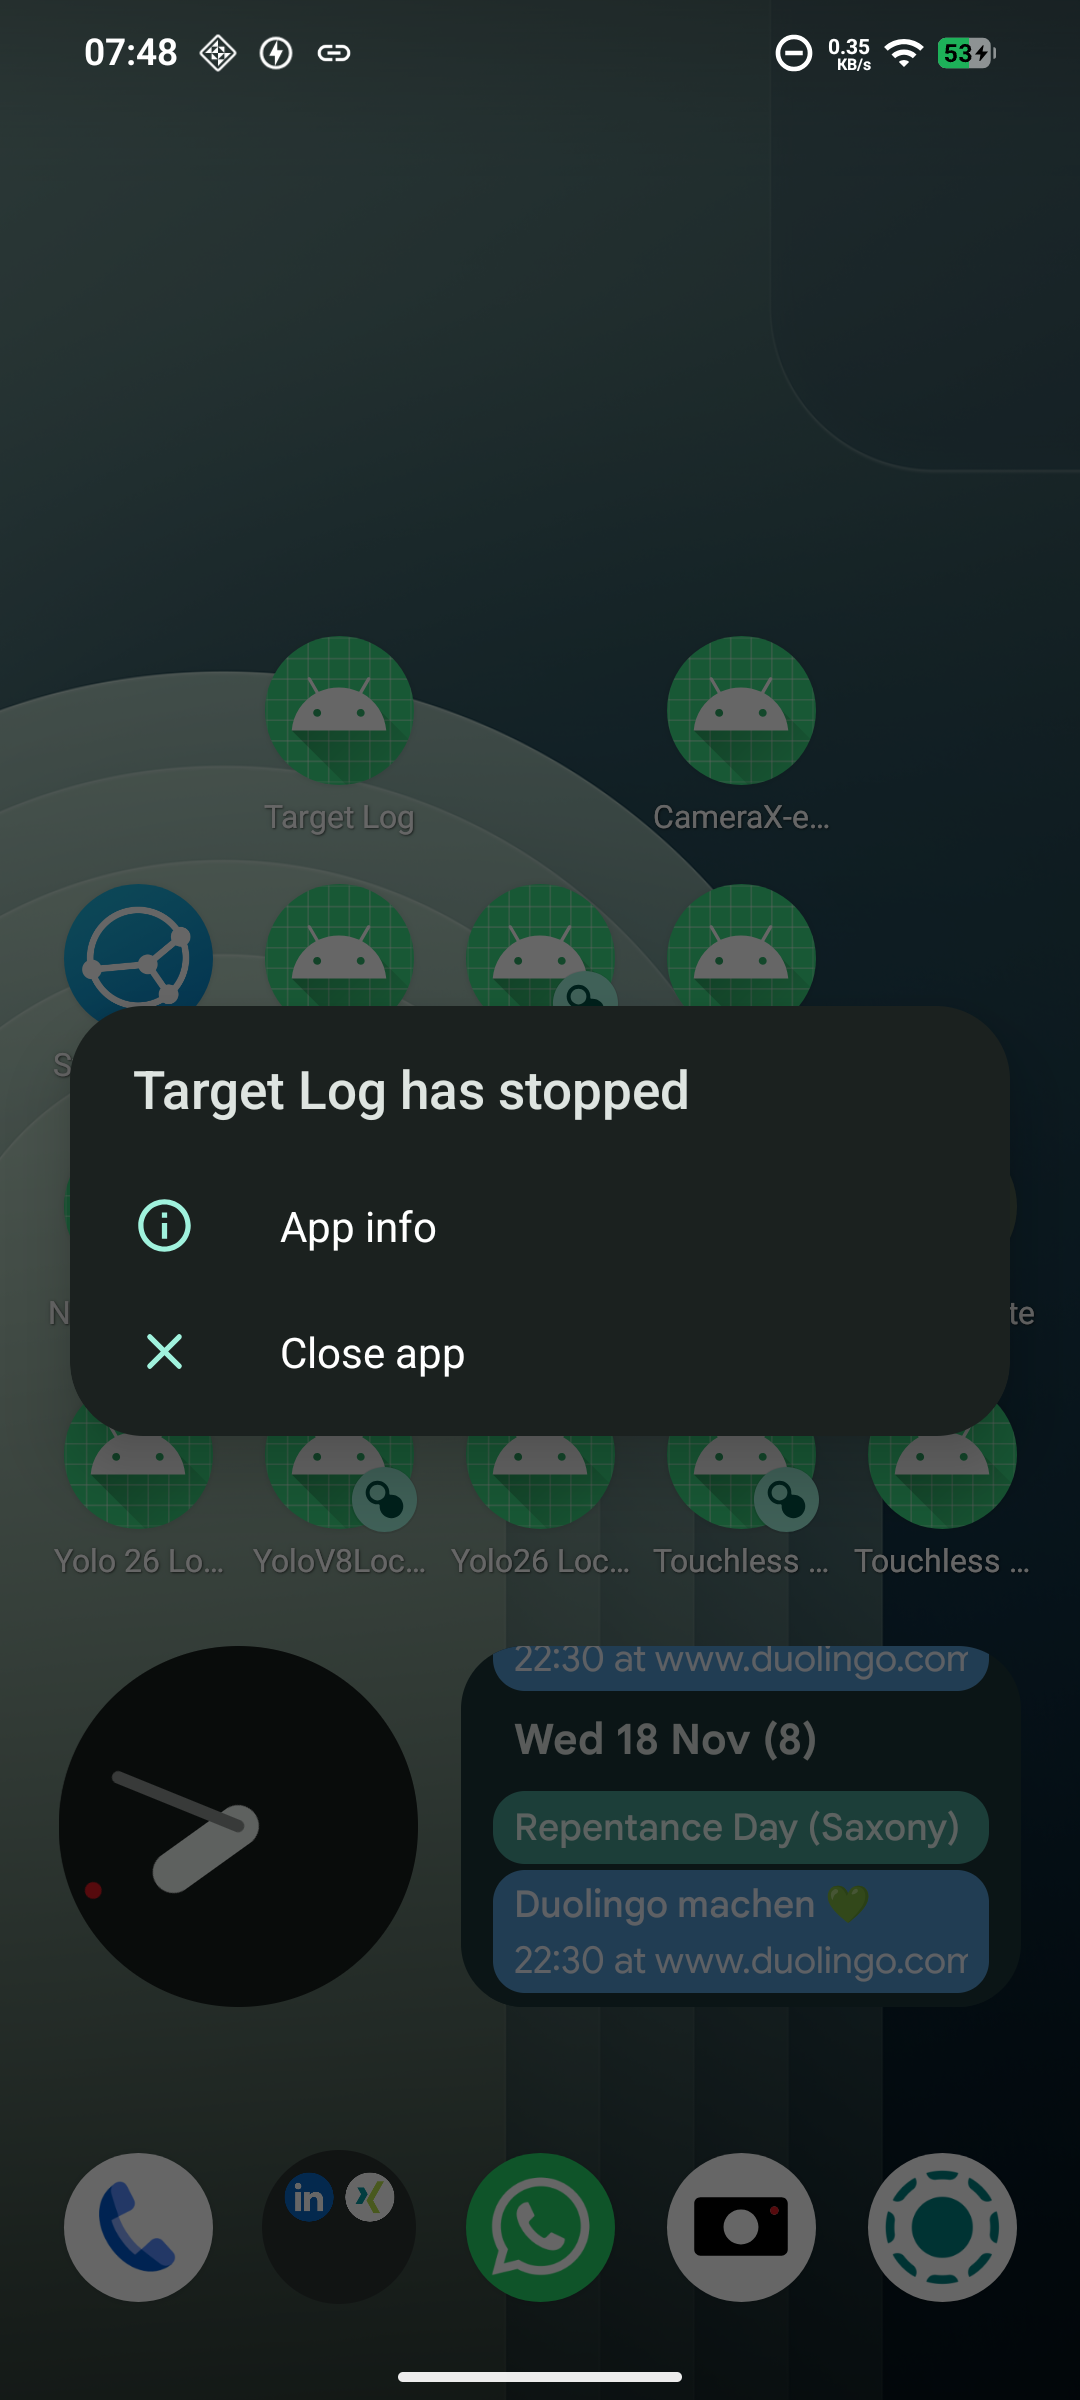 07:48
0.35
KB/s
53
Target Log
CameraX-e...
S
Target Log has stopped
App info
N
te
Close app
Yolo 26 Lo...
YoloV8Loc...
Yolo26 Loc...
Touchless ...
Touchless ...
22:30 at www.duolingo.com
Wed 18 Nov (8)
Repentance Day (Saxony)
Duolingo machen 💚
22:30 at www.duolingo.com
in